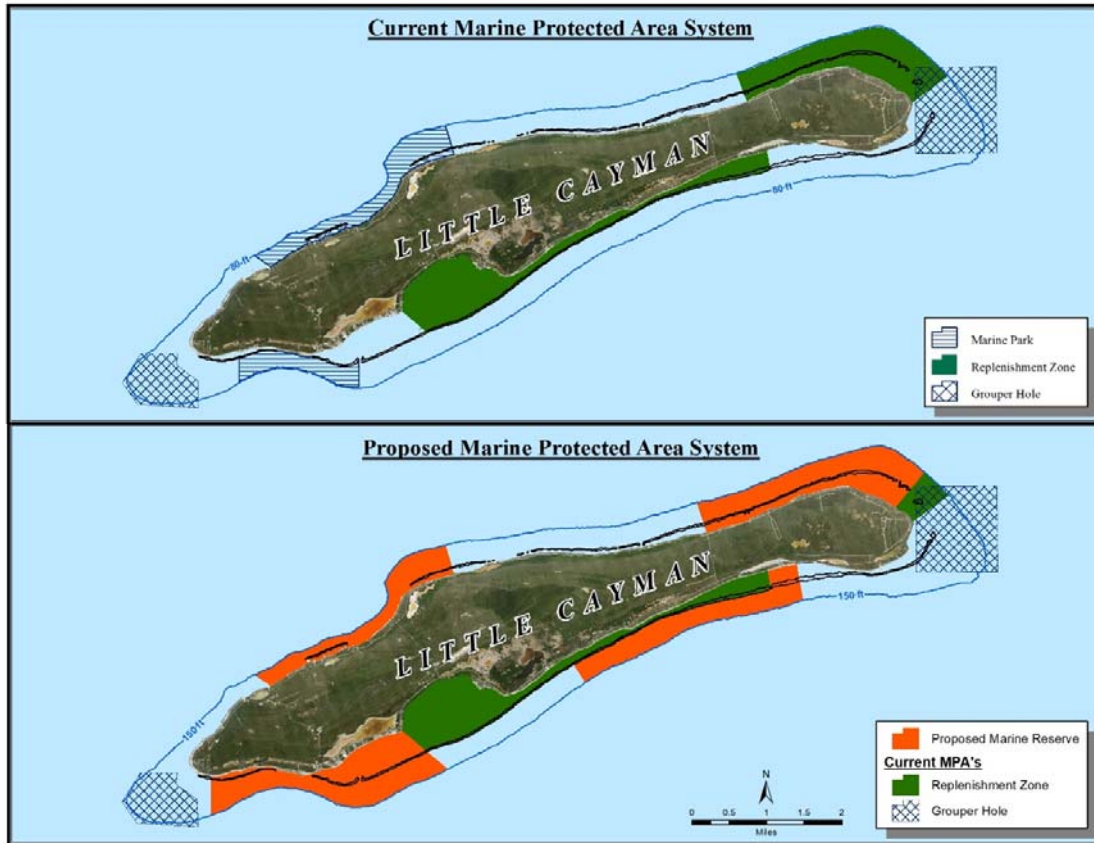 Current Marine Protected Area System
LITTLE CAYMAN
80-ft
80-ft
Marine Park
Replenishment Zone
Grouper Hole
Proposed Marine Protected Area System
LITTLE CAYMAN
150 ft
150-ft
Proposed Marine Reserve
Current MPA's
Replenishment Zone
Grouper Hole
N
0 0.5 1 1.5 2
Miles